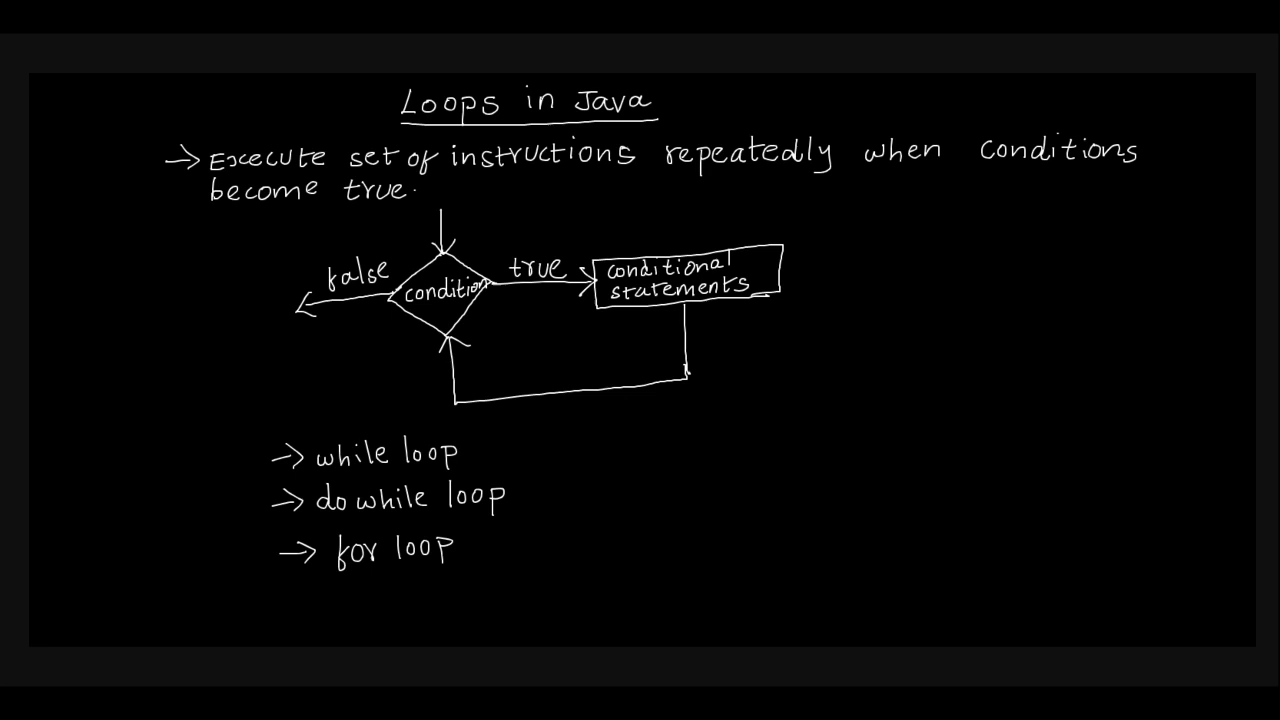 Loops in Java
→ Execute set of instructions repeatedly when conditions
become true.
false
condition
true
conditional
statements
→ while loop
→ do while loop
→ for loop